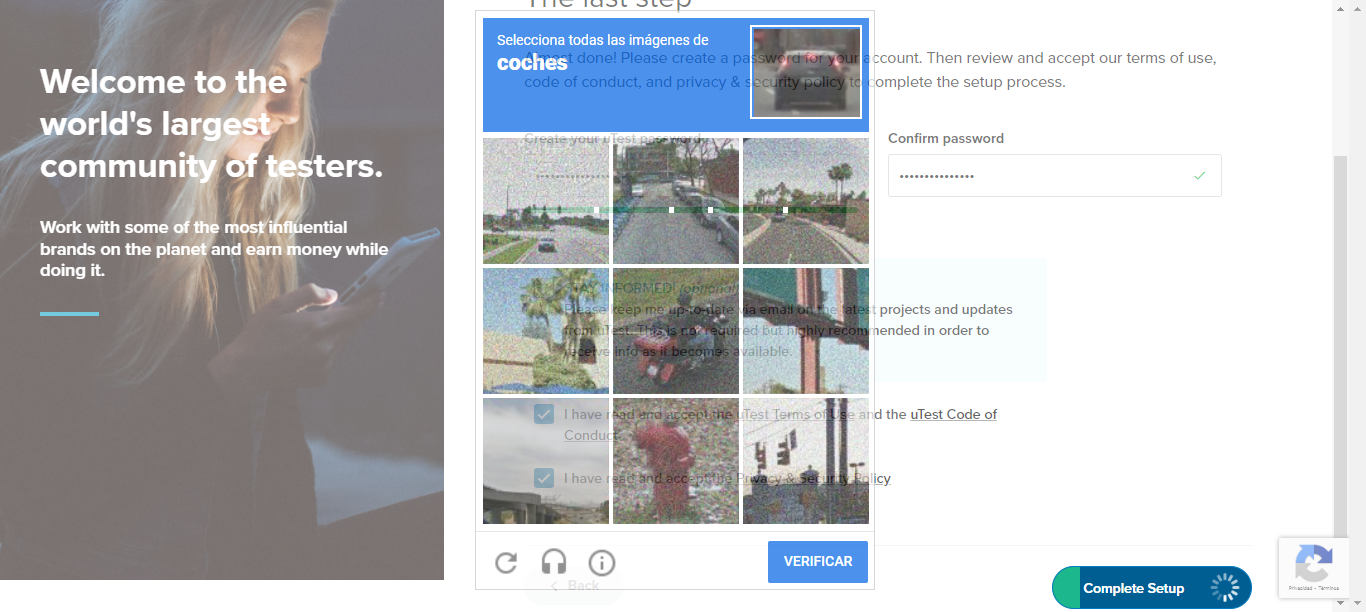 The last step
Welcome to the
world's largest
community of testers.
Work with some of the most influential
brands on the planet and earn money while
doing it.
Selecciona todas las imágenes de
coches
Almost done! Please create a password for your account. Then review and accept our terms of use,
code of conduct, and privacy & security policy to complete the setup process.
Create your uTest password
Confirm password
STAY INFORMED! (optional)
Please keep me up-to-date via email on the latest projects and updates
from uTest. This is not required but highly recommended in order to
receive info as it becomes available.
I have read and accept the uTest Terms of Use and the uTest Code of
Conduct.
I have read and accept the Privacy & Security Policy
VERIFICAR
Back
Complete Setup
Privacidad - Términos